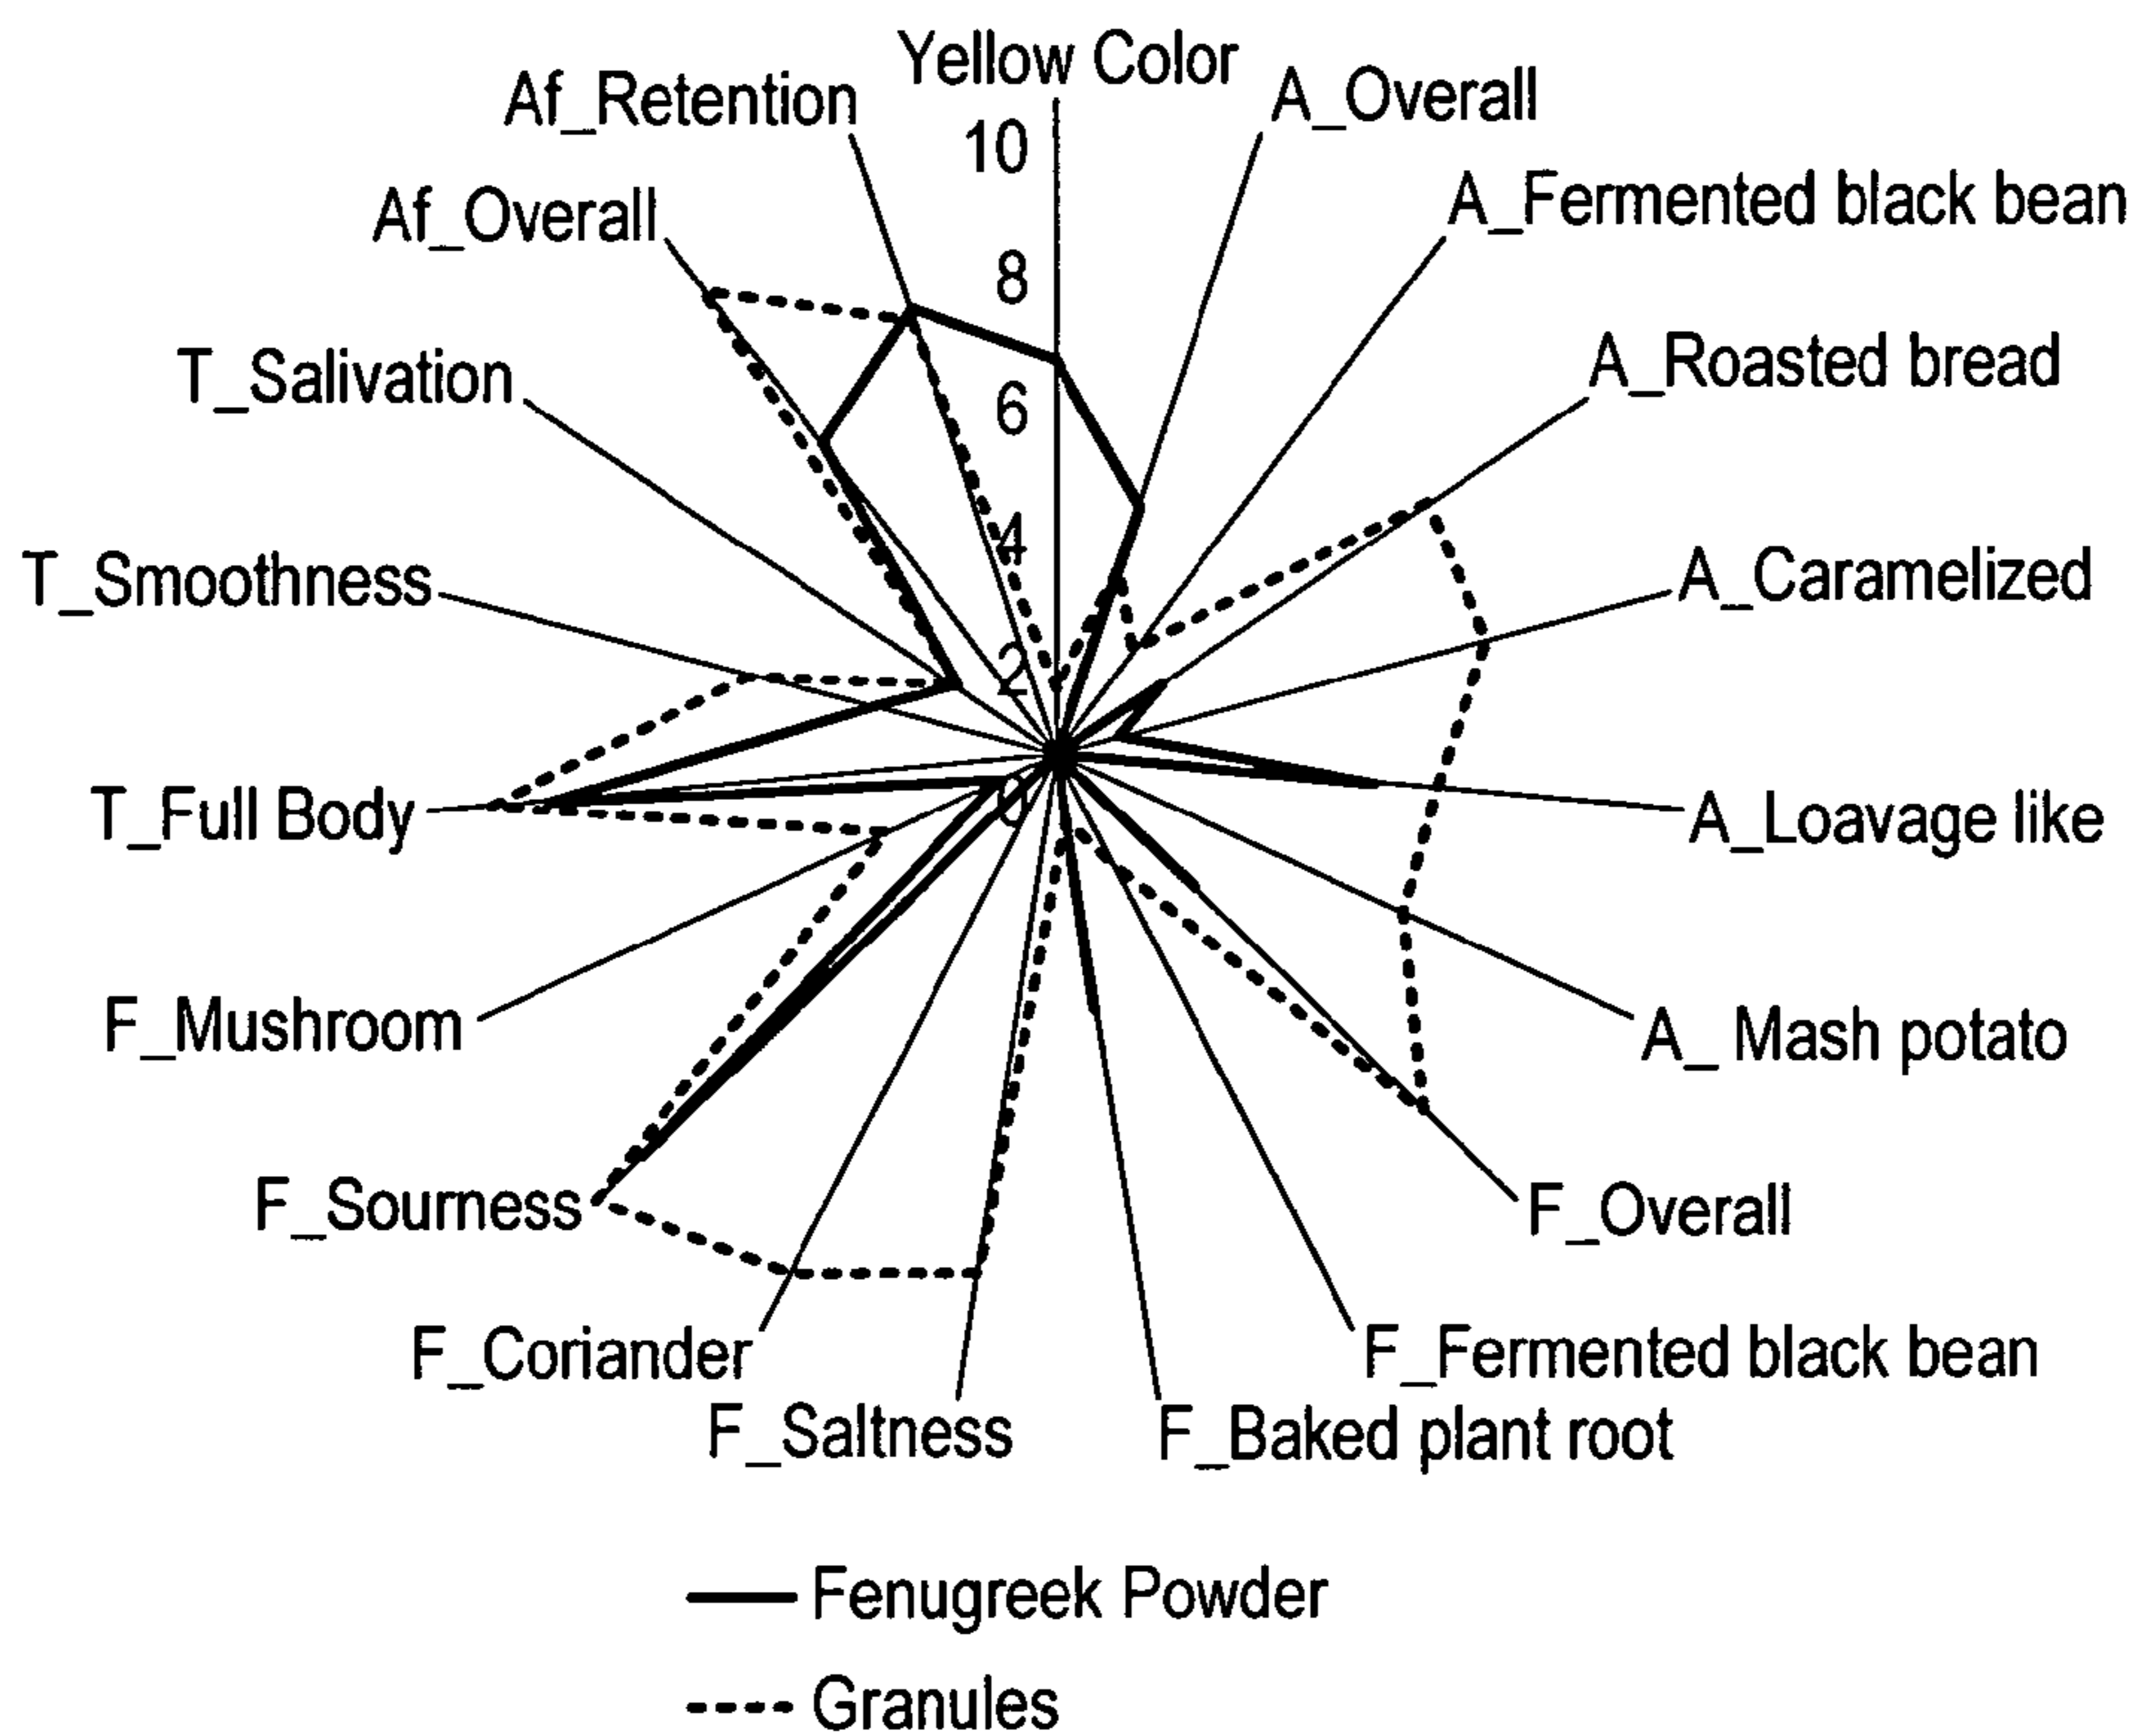 Yellow Color
A_Overall
A_Fermented black bean
A_Roasted bread
A_Caramelized
A_Loavage like
A_ Mash potato
F_Overall
F_Fermented black bean
F_Baked plant root
F_Saltness
F_Coriander
F_Sourness
F_Mushroom
T_Full Body
T_Smoothness
T_Salivation
Af_Overall
Af_Retention
10
8
6
4
2
0
Fenugreek Powder
Granules